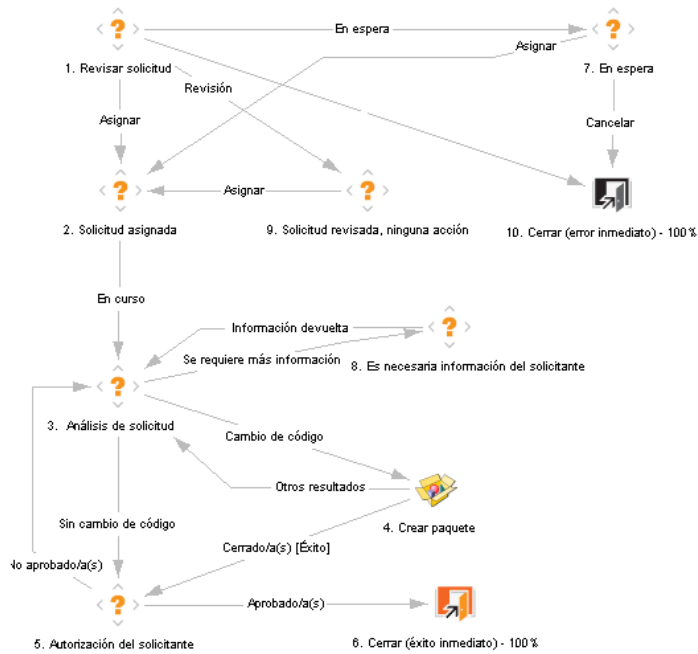 En espera
Asignar
1. Revisar solicitud
7. En espera
Revisión
Asignar
Cancelar
Asignar
2. Solicitud asignada
9. Solicitud revisada, ninguna acción
10. Cerrar (error inmediato) - 100%
En curso
Información devuelta
Se requiere más información
8. Es necesaria información del solicitante
3. Análisis de solicitud
Cambio de código
Otros resultados
4. Crear paquete
Sin cambio de código
Cerrado/a(s) [Éxito]
No aprobado/a(s)
Aprobado/a(s)
5. Autorización del solicitante
6. Cerrar (éxito inmediato) - 100%